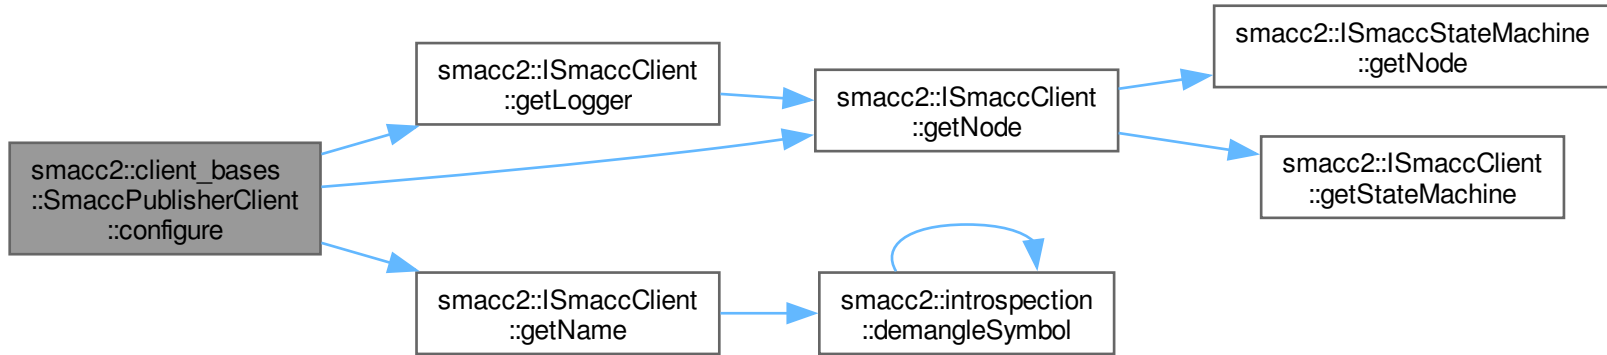 smacc2::client_bases
::SmaccPublisherClient
::configure
smacc2::ISmaccClient
::getLogger
smacc2::ISmaccClient
::getNode
smacc2::ISmaccStateMachine
::getNode
smacc2::ISmaccClient
::getStateMachine
smacc2::ISmaccClient
::getName
smacc2::introspection
::demangleSymbol